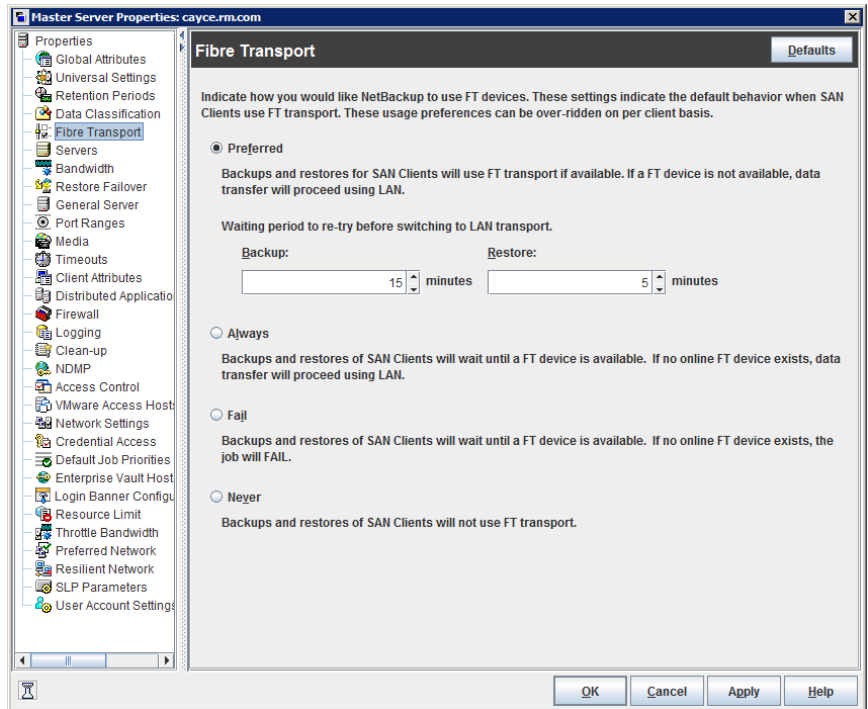 Master Server Properties: cayce.rm.com
Properties
Global Attributes
Universal Settings
Retention Periods
Data Classification
Fibre Transport
Servers
Bandwidth
Restore Failover
General Server
Port Ranges
Media
Timeouts
Client Attributes
Distributed Applicatio
Firewall
Logging
Clean-up
NDMP
Access Control
VMware Access Hosts
Network Settings
Credential Access
Default Job Priorities
Enterprise Vault Host
Login Banner Configu
Resource Limit
Throttle Bandwidth
Preferred Network
Resilient Network
SLP Parameters
User Account Settings
Fibre Transport
Defaults
Indicate how you would like NetBackup to use FT devices. These settings indicate the default behavior when SAN
Clients use FT transport. These usage preferences can be over-ridden on per client basis.
Preferred
Backups and restores for SAN Clients will use FT transport if available. If a FT device is not available, data
transfer will proceed using LAN.
Waiting period to re-try before switching to LAN transport.
Backup: Restore:
15 minutes 5 minutes
Always
Backups and restores of SAN Clients will wait until a FT device is available. If no online FT device exists, data
transfer will proceed using LAN.
Fail
Backups and restores of SAN Clients will wait until a FT device is available. If no online FT device exists, the
job will FAIL.
Never
Backups and restores of SAN Clients will not use FT transport.
OK Cancel Apply Help